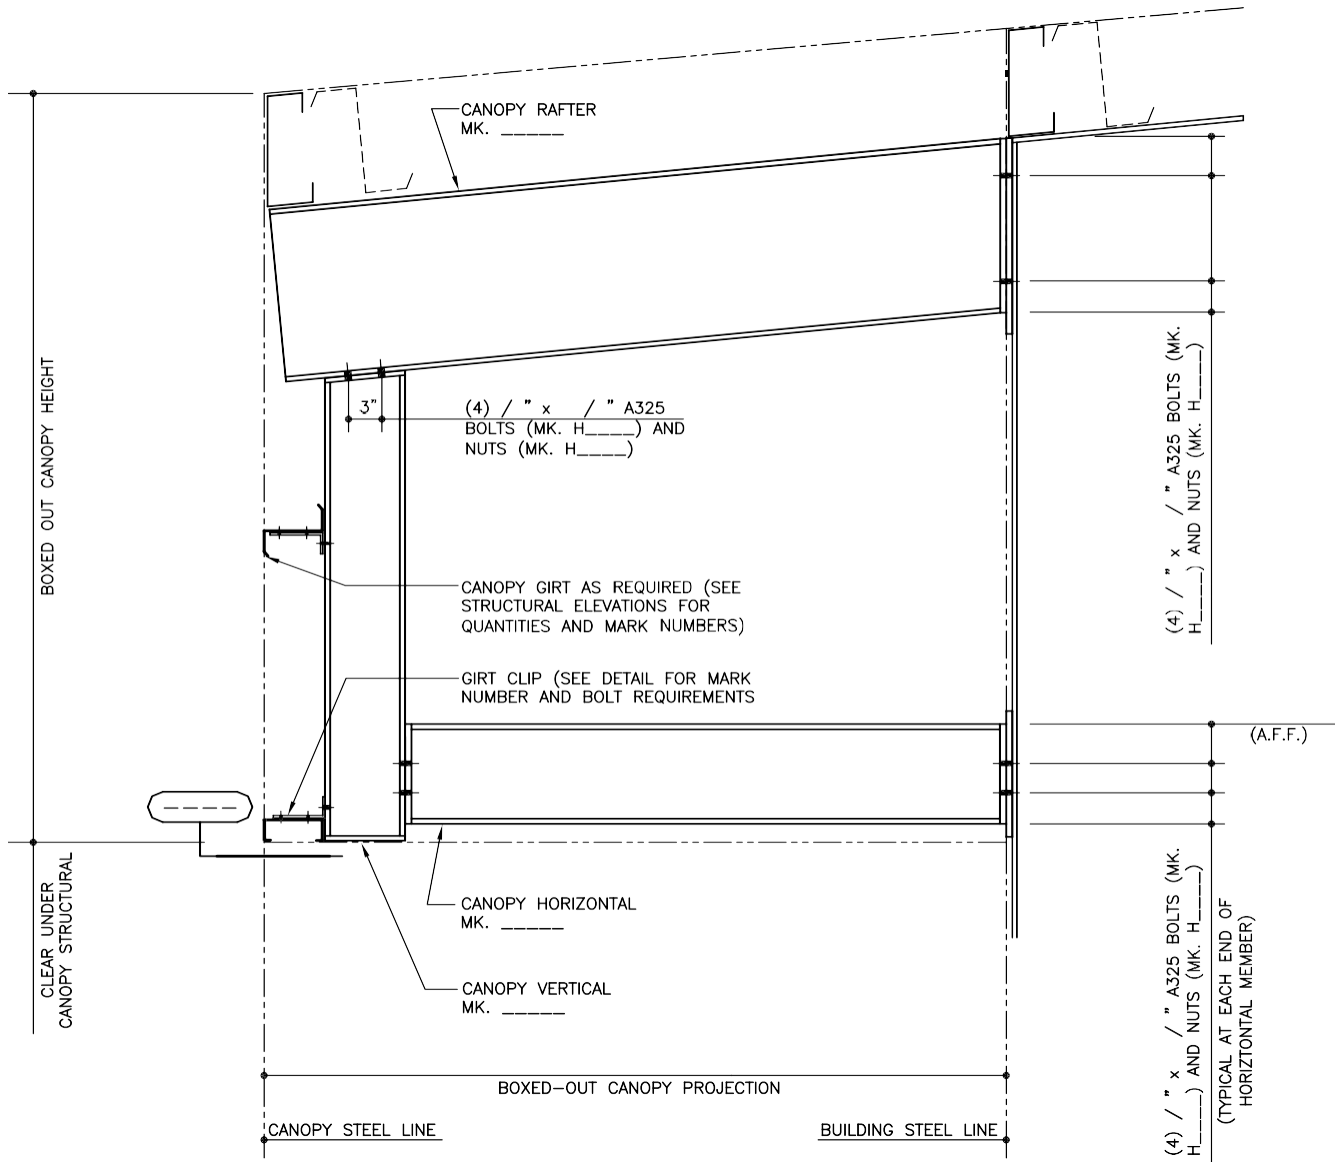 CANOPY RAFTER
MK. _____
BOXED OUT CANOPY HEIGHT
3"
(4) / " x / " A325
BOLTS (MK. H____) AND
NUTS (MK. H____)
(4) / " x / " A325 BOLTS (MK.
H____) AND NUTS (MK. H____)
CANOPY GIRT AS REQUIRED (SEE
STRUCTURAL ELEVATIONS FOR
QUANTITIES AND MARK NUMBERS)
GIRT CLIP (SEE DETAIL FOR MARK
NUMBER AND BOLT REQUIREMENTS
(A.F.F.)
CLEAR UNDER
CANOPY STRUCTURAL
CANOPY HORIZONTAL
MK. _____
CANOPY VERTICAL
MK. _____
(4) / " x / " A325 BOLTS (MK.
H____) AND NUTS (MK. H____)
(TYPICAL AT EACH END OF
HORIZTONTAL MEMBER)
BOXED-OUT CANOPY PROJECTION
CANOPY STEEL LINE
BUILDING STEEL LINE